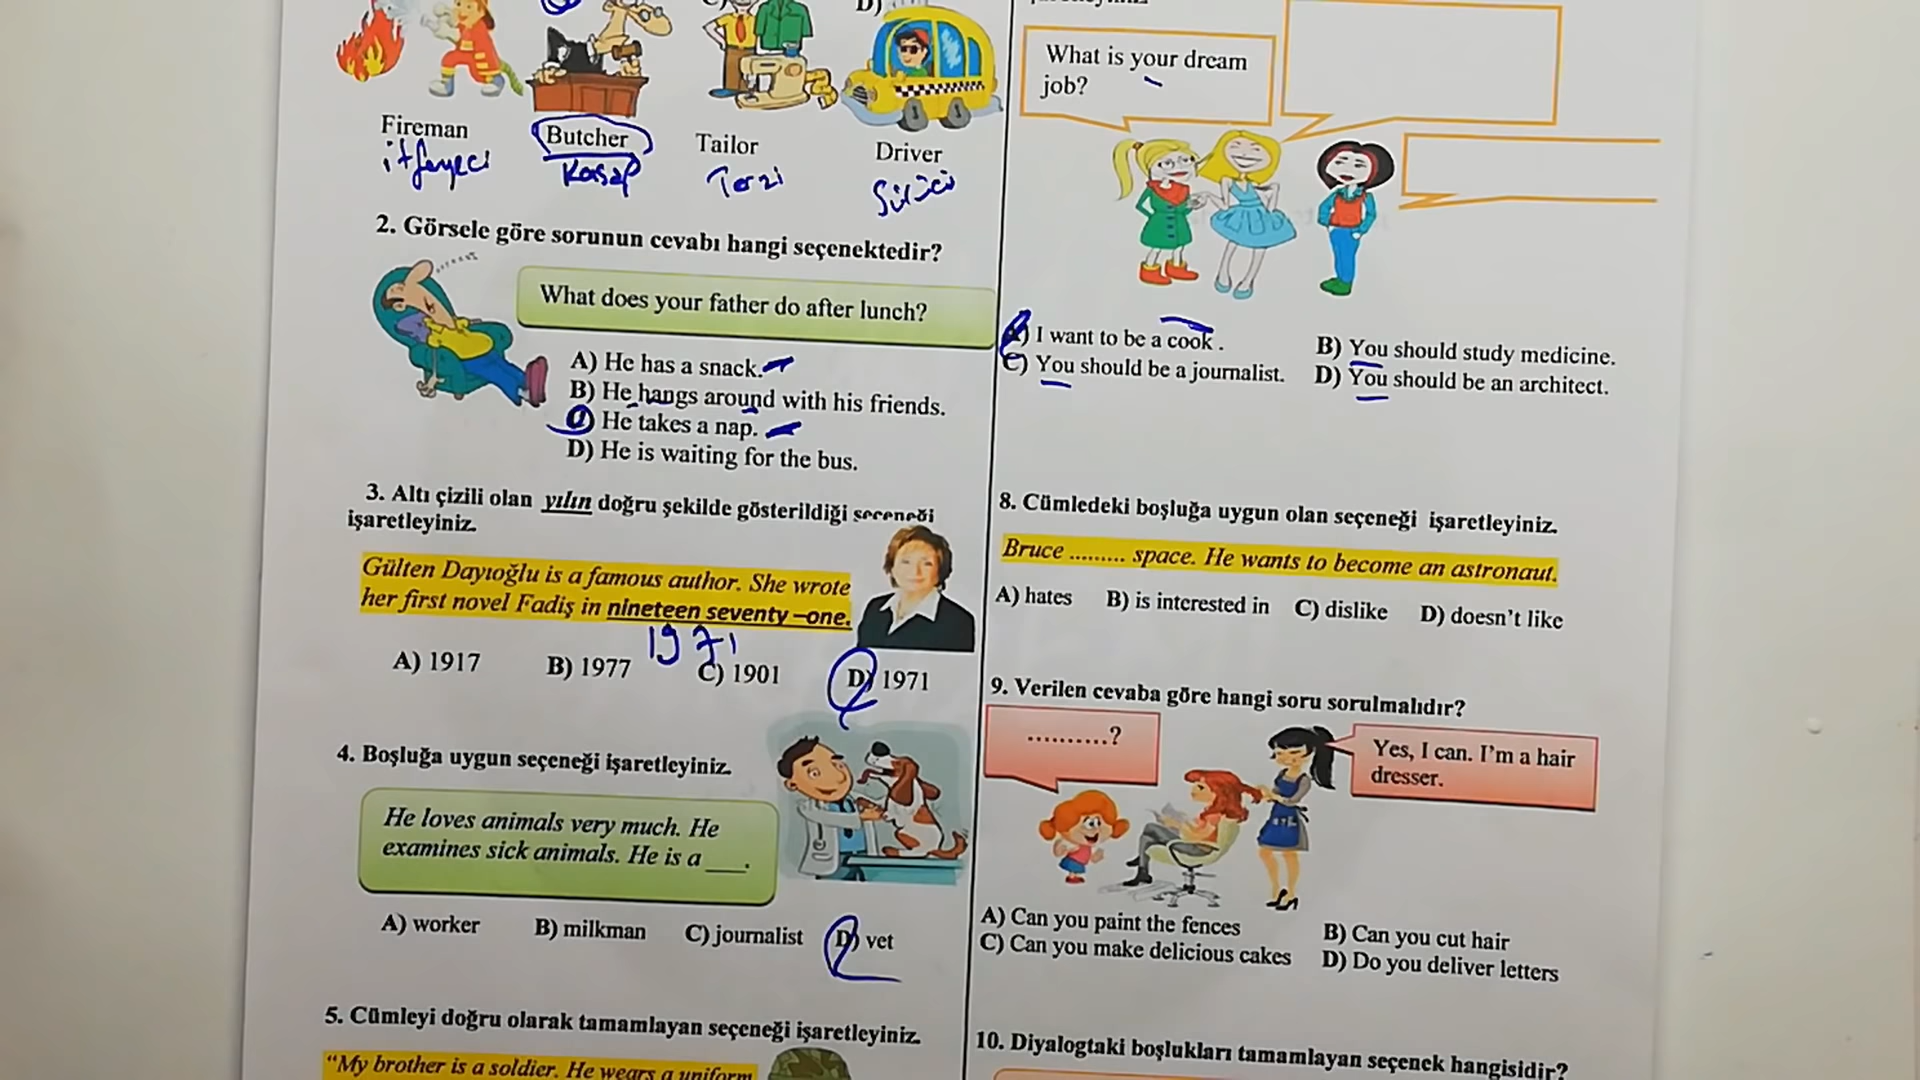 D)
Fireman
Butcher
Tailor
Driver
itfayeci
Kasap
Terzi
Sürücü
2. Görsele göre sorunun cevabı hangi seçenektedir?
What does your father do after lunch?
A) He has a snack.
B) He hangs around with his friends.
C) He takes a nap.
D) He is waiting for the bus.
3. Altı çizili olan yılın doğru şekilde gösterildiği seçeneği
işaretleyiniz.
Gülten Dayıoğlu is a famous author. She wrote
her first novel Fadiş in nineteen seventy –one.
1971
A) 1917 B) 1977 C) 1901 D) 1971
4. Boşluğa uygun seçeneği işaretleyiniz.
He loves animals very much. He
examines sick animals. He is a ___.
A) worker B) milkman C) journalist D) vet
5. Cümleyi doğru olarak tamamlayan seçeneği işaretleyiniz.
“My brother is a soldier. He wears a uniform
What is your dream
job?
A) I want to be a cook . B) You should study medicine.
C) You should be a journalist. D) You should be an architect.
8. Cümledeki boşluğa uygun olan seçeneği işaretleyiniz.
Bruce ......... space. He wants to become an astronaut.
A) hates B) is interested in C) dislike D) doesn’t like
9. Verilen cevaba göre hangi soru sorulmalıdır?
..........?
Yes, I can. I’m a hair
dresser.
A) Can you paint the fences B) Can you cut hair
C) Can you make delicious cakes D) Do you deliver letters
10. Diyalogtaki boşlukları tamamlayan seçenek hangisidir?